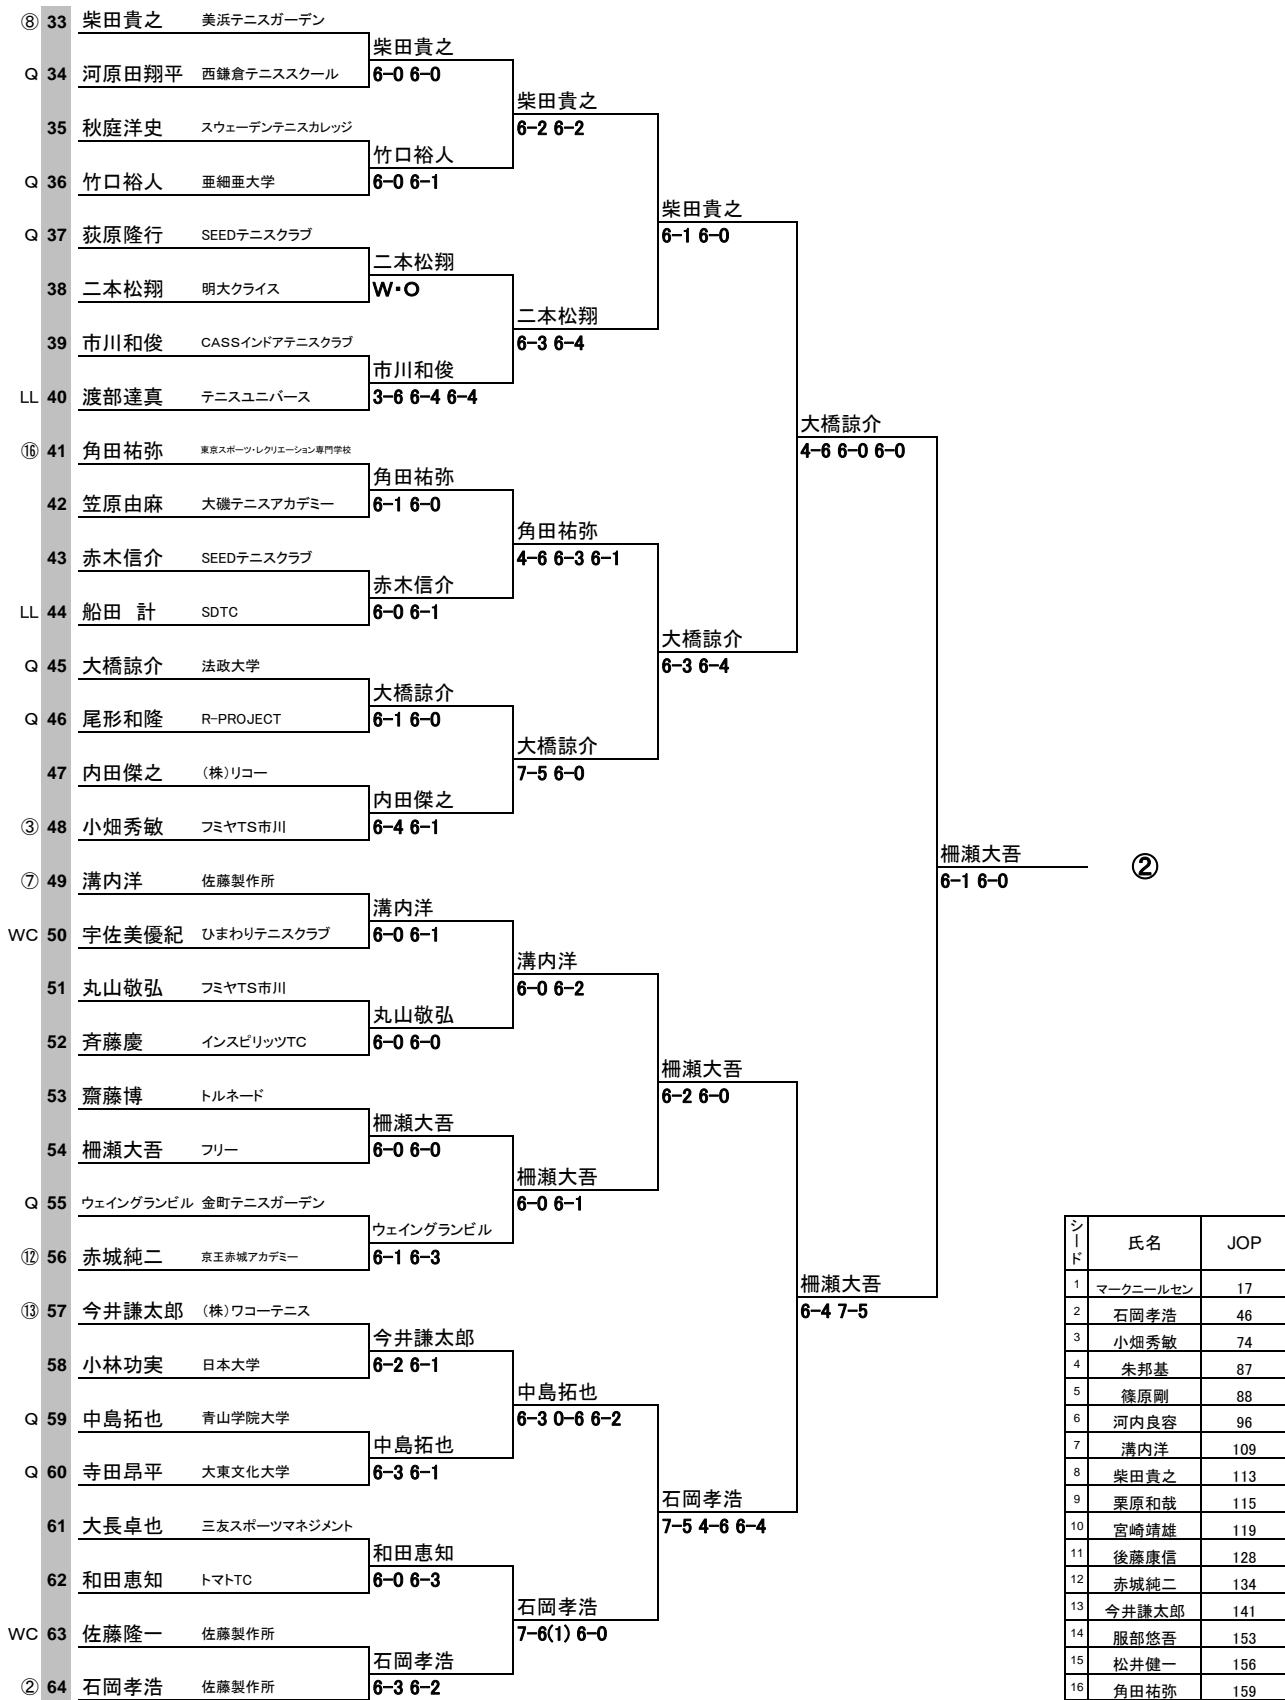 ⑧ 33 柴田貴之 美浜テニスガーデン
柴田貴之
Q 34 河原田翔平 西鎌倉テニススクール 6-0 6-0
柴田貴之
35 秋庭洋史 スウェーデンテニスカレッジ 6-2 6-2
竹口裕人
Q 36 竹口裕人 亜細亜大学 6-0 6-1
柴田貴之
Q 37 荻原隆行 SEEDテニスクラブ 6-1 6-0
二本松翔
38 二本松翔 明大クライス W・O
二本松翔
39 市川和俊 CASSインドアテニスクラブ 6-3 6-4
市川和俊
LL 40 渡部達真 テニスユニバース 3-6 6-4 6-4
大橋諒介
⑯ 41 角田祐弥 東京スポーツ・レクリエーション専門学校 4-6 6-0 6-0
角田祐弥
42 笠原由麻 大磯テニスアカデミー 6-1 6-0
角田祐弥
43 赤木信介 SEEDテニスクラブ 4-6 6-3 6-1
赤木信介
LL 44 船田 計 SDTC 6-0 6-1
大橋諒介
Q 45 大橋諒介 法政大学 6-3 6-4
大橋諒介
Q 46 尾形和隆 R-PROJECT 6-1 6-0
大橋諒介
47 内田傑之 (株)リコー 7-5 6-0
内田傑之
③ 48 小畑秀敏 フミヤTS市川 6-4 6-1
柵瀬大吾 ②
⑦ 49 溝内洋 佐藤製作所 6-1 6-0
溝内洋
WC 50 宇佐美優紀 ひまわりテニスクラブ 6-0 6-1
溝内洋
51 丸山敬弘 フミヤTS市川 6-0 6-2
丸山敬弘
52 斉藤慶 インスピリッツTC 6-0 6-0
柵瀬大吾
53 齋藤博 トルネード 6-2 6-0
柵瀬大吾
54 柵瀬大吾 フリー 6-0 6-0
柵瀬大吾
Q 55 ウェイングランビル 金町テニスガーデン 6-0 6-1
ウェイングランビル
⑫ 56 赤城純二 京王赤城アカデミー 6-1 6-3
柵瀬大吾
⑬ 57 今井謙太郎 (株)ワコーテニス 6-4 7-5
今井謙太郎
58 小林功実 日本大学 6-2 6-1
中島拓也
Q 59 中島拓也 青山学院大学 6-3 0-6 6-2
中島拓也
Q 60 寺田昂平 大東文化大学 6-3 6-1
石岡孝浩
61 大長卓也 三友スポーツマネジメント 7-5 4-6 6-4
和田恵知
62 和田恵知 トマトTC 6-0 6-3
石岡孝浩
WC 63 佐藤隆一 佐藤製作所 7-6(1) 6-0
石岡孝浩
② 64 石岡孝浩 佐藤製作所 6-3 6-2
シード 氏名 JOP
1 マークニールセン 17
2 石岡孝浩 46
3 小畑秀敏 74
4 朱邦基 87
5 篠原剛 88
6 河内良容 96
7 溝内洋 109
8 柴田貴之 113
9 栗原和哉 115
10 宮崎靖雄 119
11 後藤康信 128
12 赤城純二 134
13 今井謙太郎 141
14 服部悠吾 153
15 松井健一 156
16 角田祐弥 159